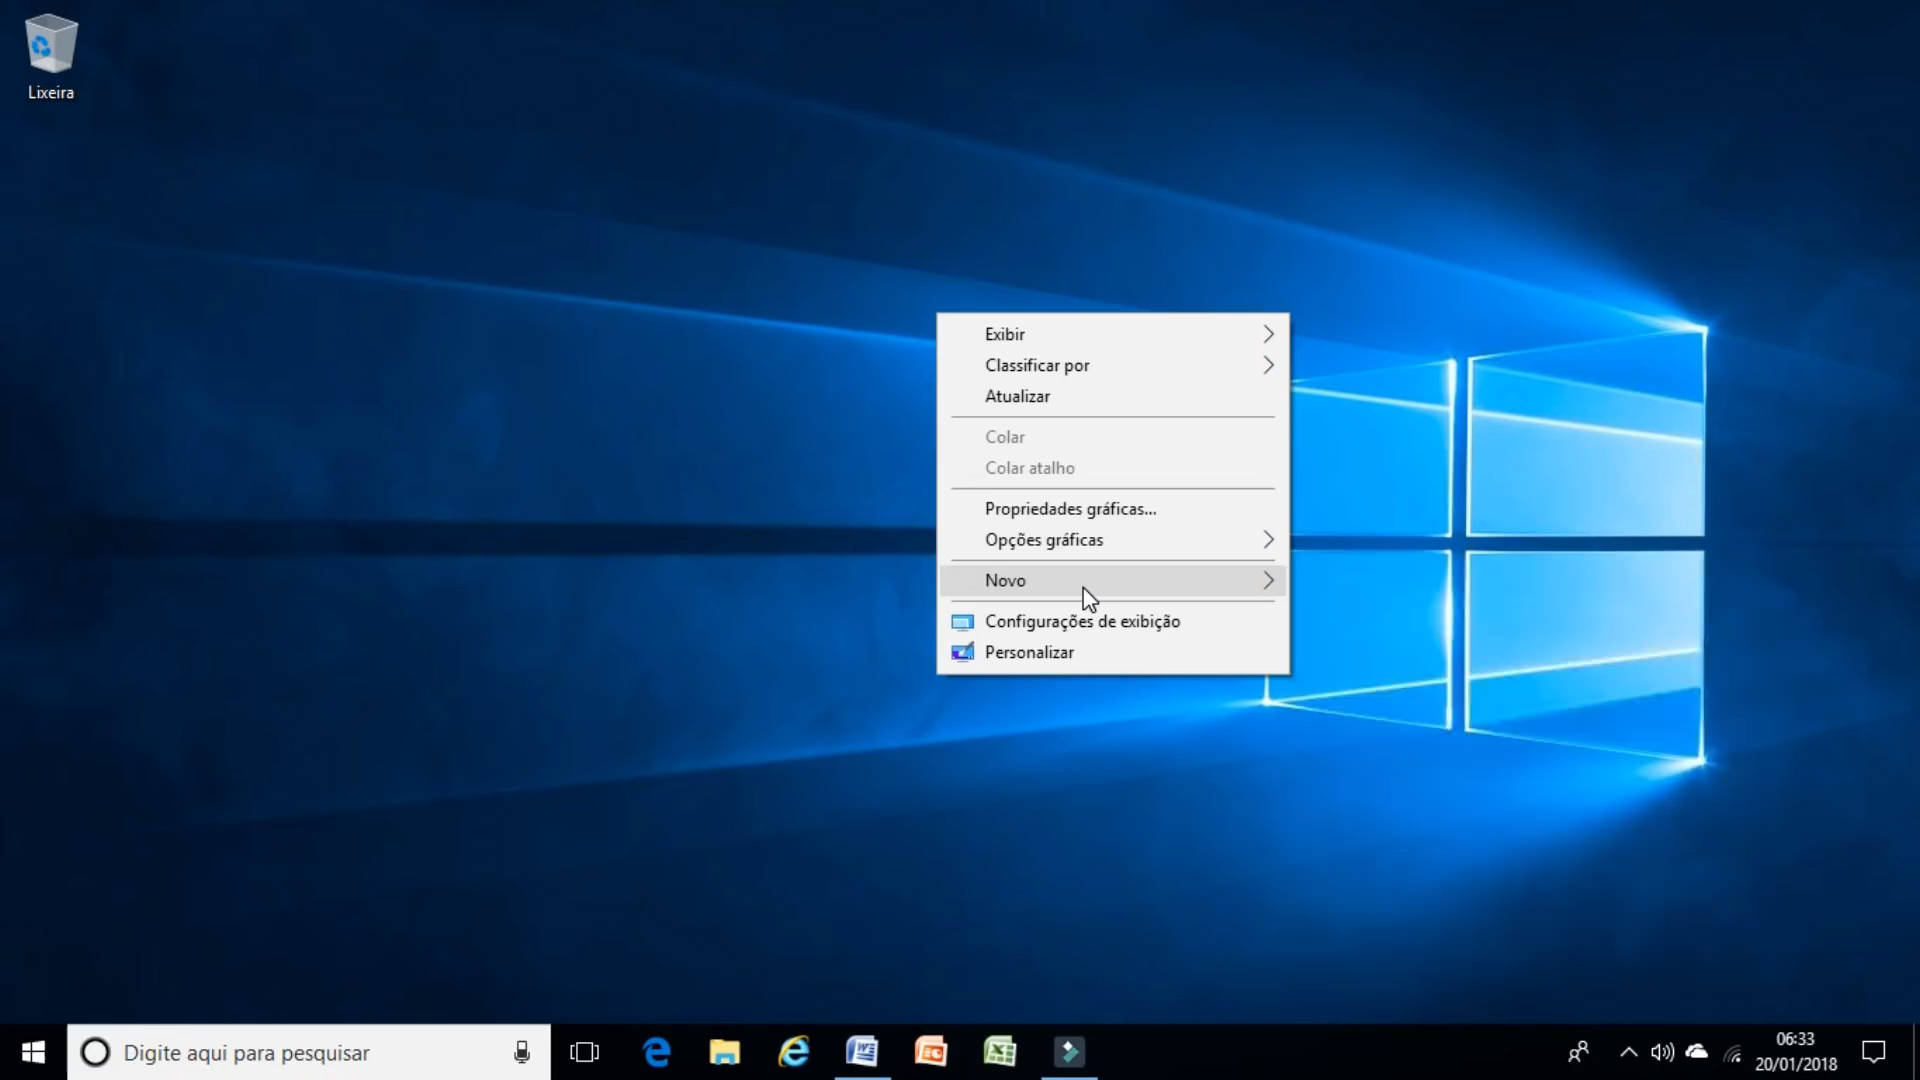 Lixeira
Exibir
Classificar por
Atualizar
Colar
Colar atalho
Propriedades gráficas...
Opções gráficas
Novo
Configurações de exibição
Personalizar
Digite aqui para pesquisar
06:33
20/01/2018